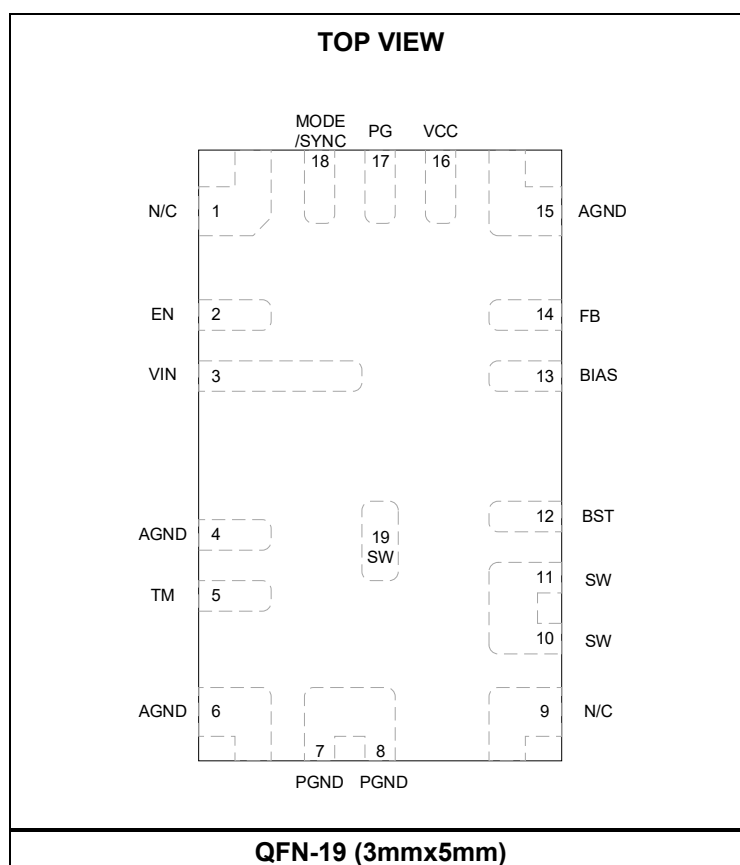 TOP VIEW
MODE
/SYNC
PG
VCC
18
17
16
N/C
1
15
AGND
EN
2
14
FB
VIN
3
13
BIAS
12
BST
AGND
4
19
SW
11
SW
TM
5
10
SW
AGND
6
9
N/C
7
8
PGND
PGND
QFN-19 (3mmx5mm)